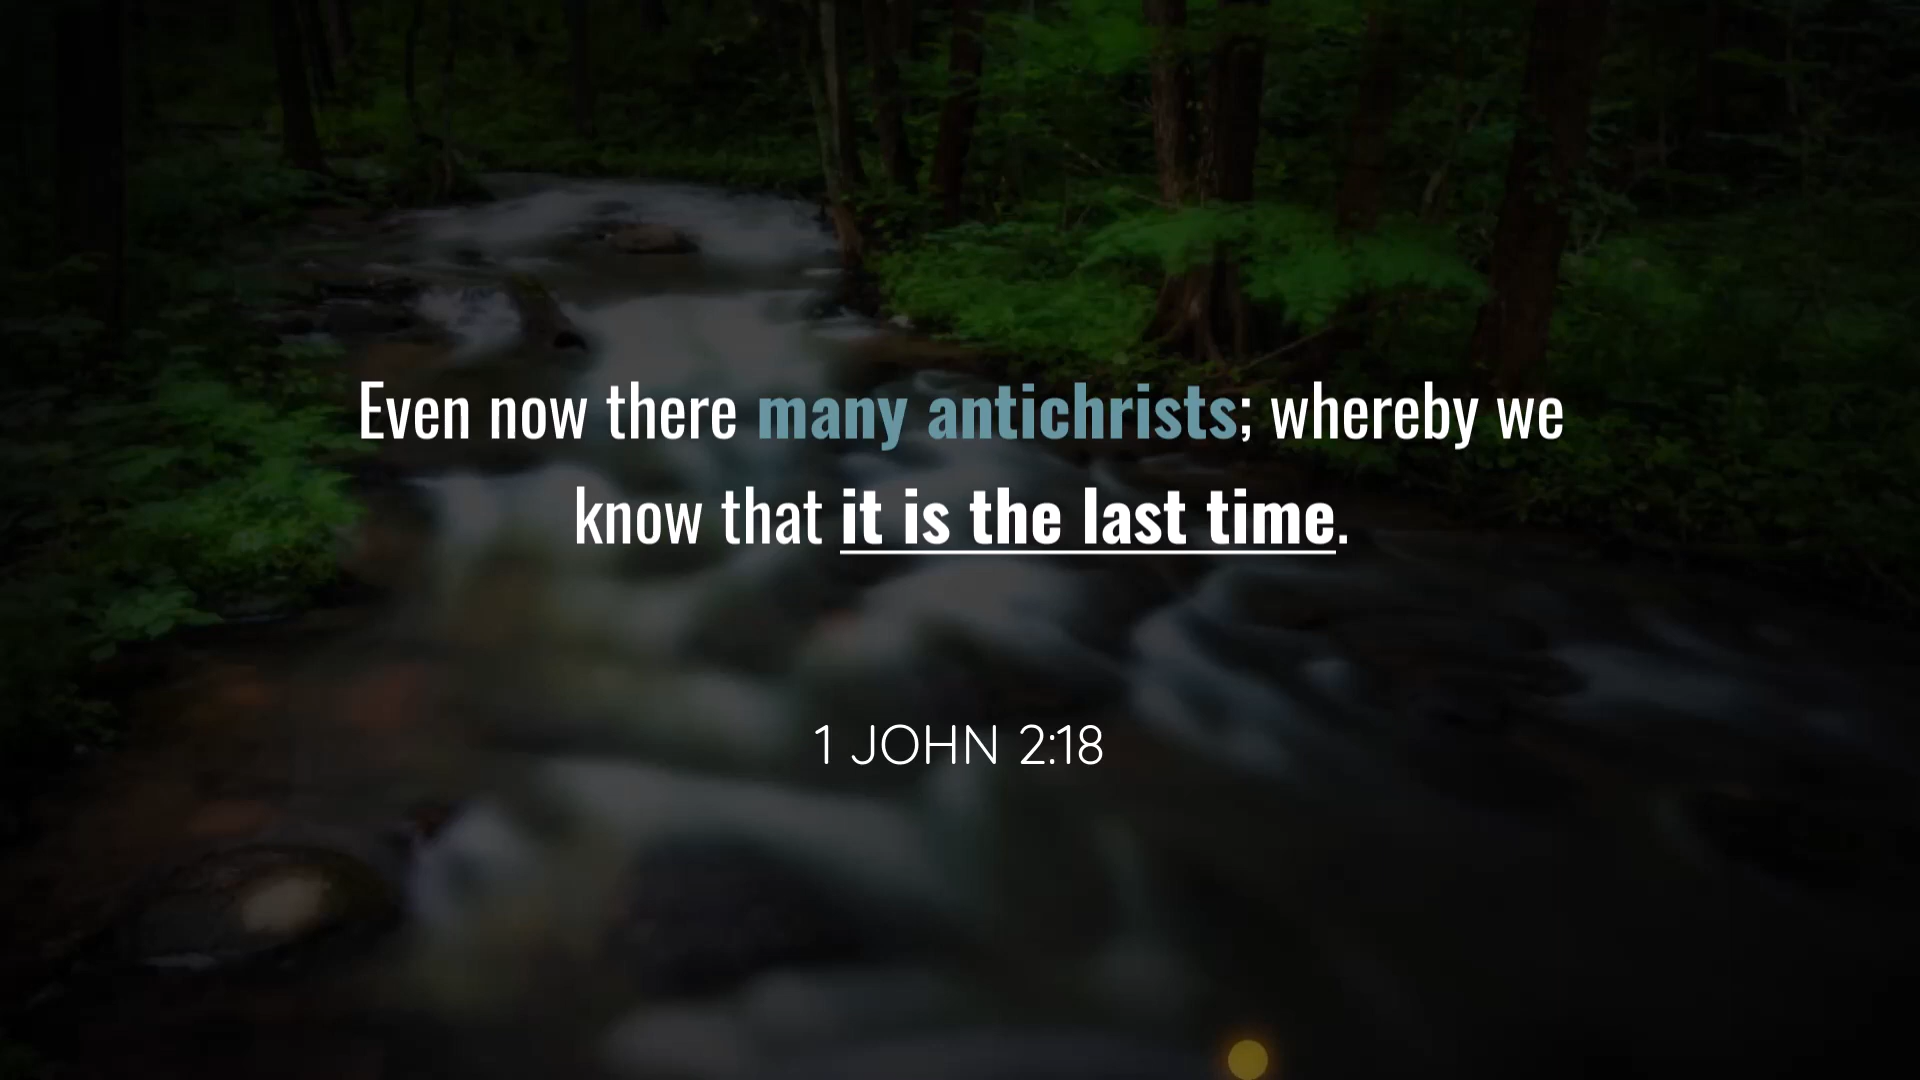 Even now there many antichrists; whereby we
know that it is the last time.
1 JOHN 2:18